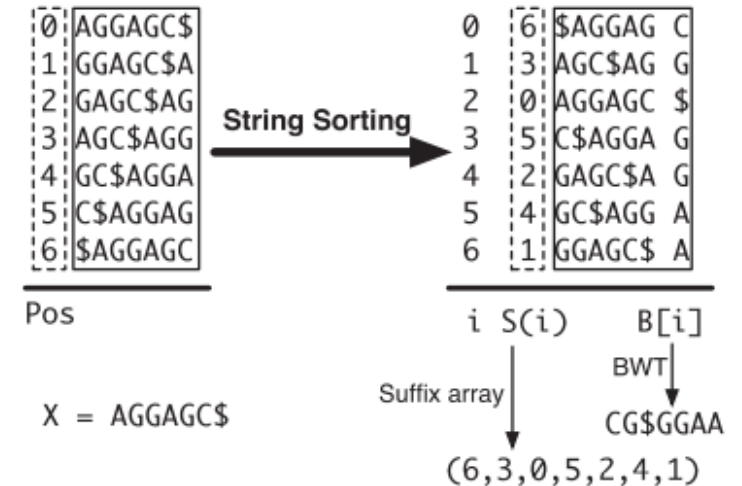 0 AGGAGC$
1 GGAGC$A
2 GAGC$AG
3 AGC$AGG
4 GC$AGGA
5 C$AGGAG
6 $AGGAGC
Pos
X = AGGAGC$
String Sorting
0 6 $AGGAG C
1 3 AGC$AG G
2 0 AGGAGC $
3 5 C$AGGA G
4 2 GAGC$A G
5 4 GC$AGG A
6 1 GGAGC$ A
i S(i) B[i]
Suffix array
BWT
CG$GGAA
(6,3,0,5,2,4,1)